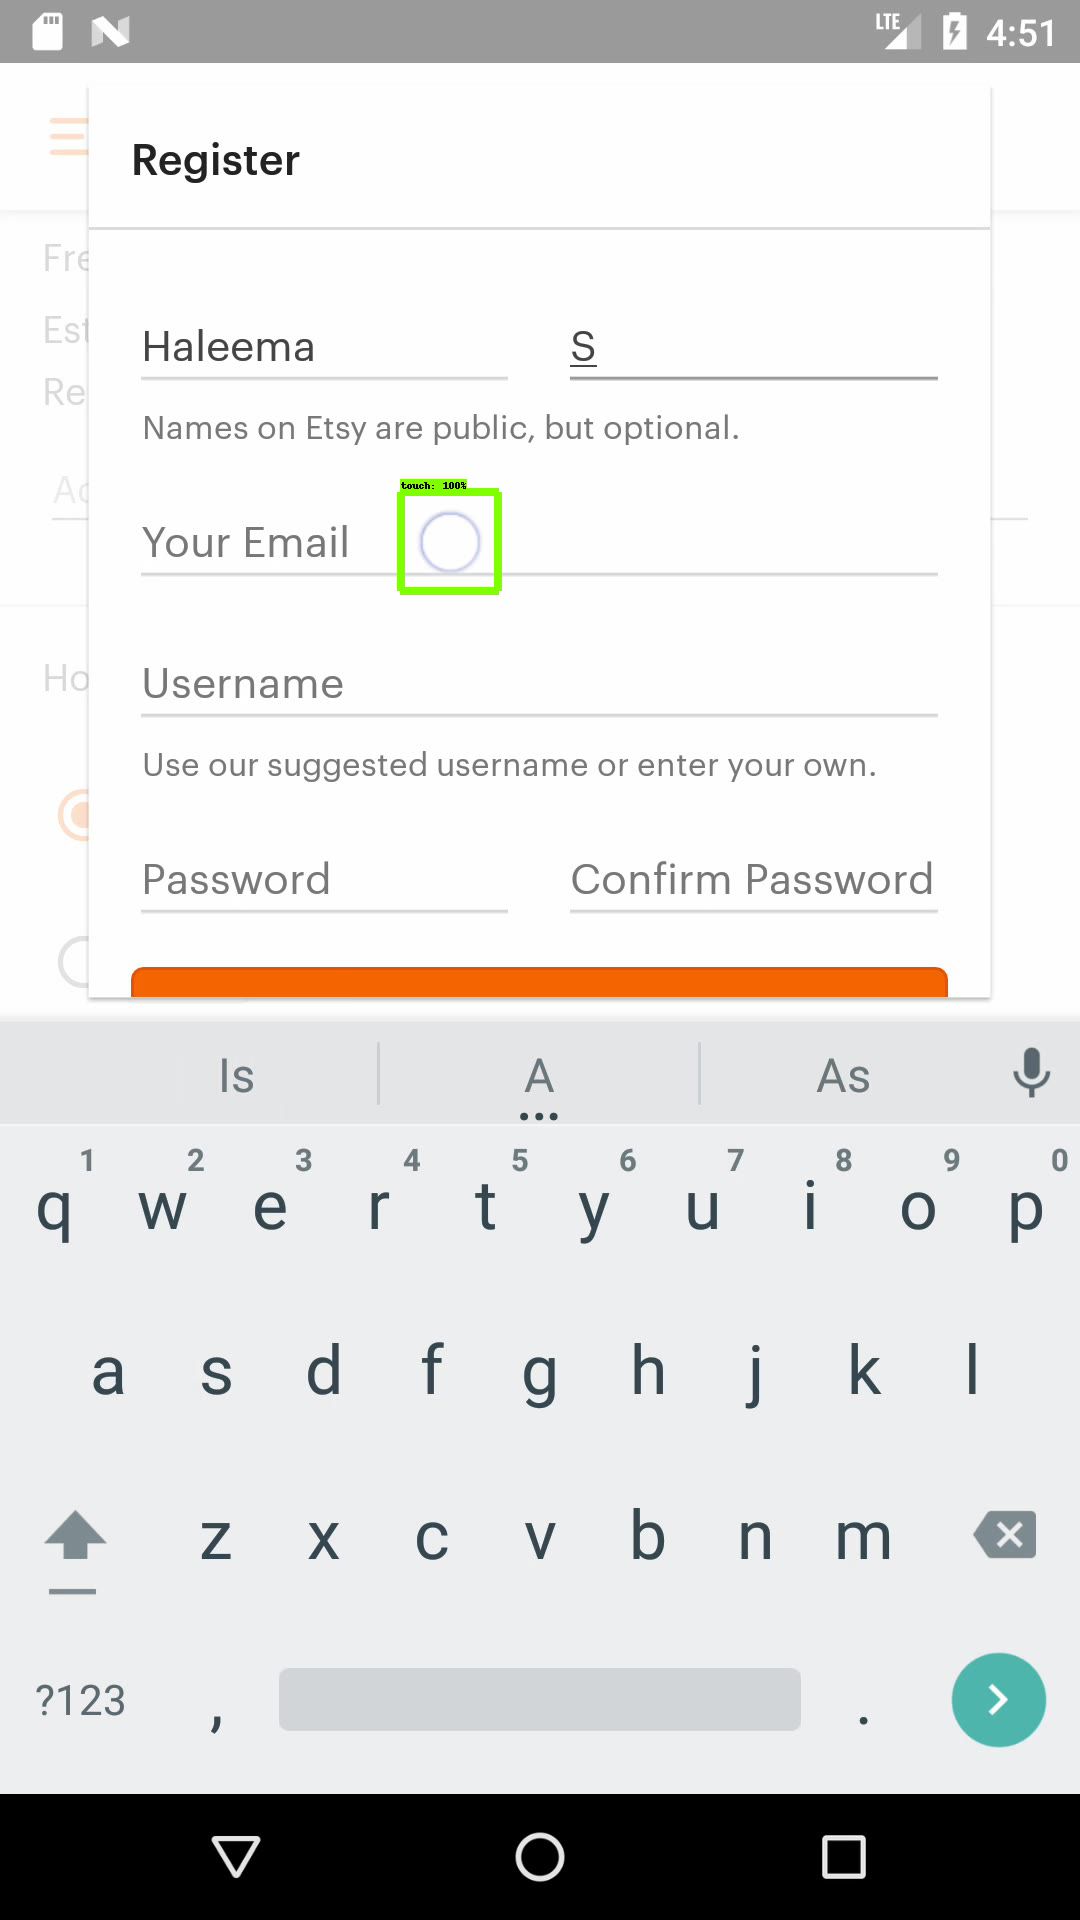 LTE 4:51
Register
Fre
Est
Re
Haleema S
Names on Etsy are public, but optional.
Ad
touch: 100%
Your Email
Ho
Username
Use our suggested username or enter your own.
Password Confirm Password
Is A As
1 2 3 4 5 6 7 8 9 0
q w e r t y u i o p
a s d f g h j k l
z x c v b n m
?123 , .